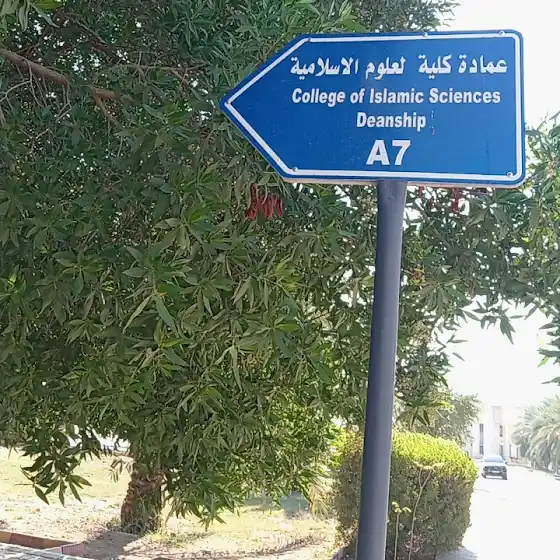 عمادة كلية لعلوم الاسلامية
College of Islamic Sciences
Deanship
A7